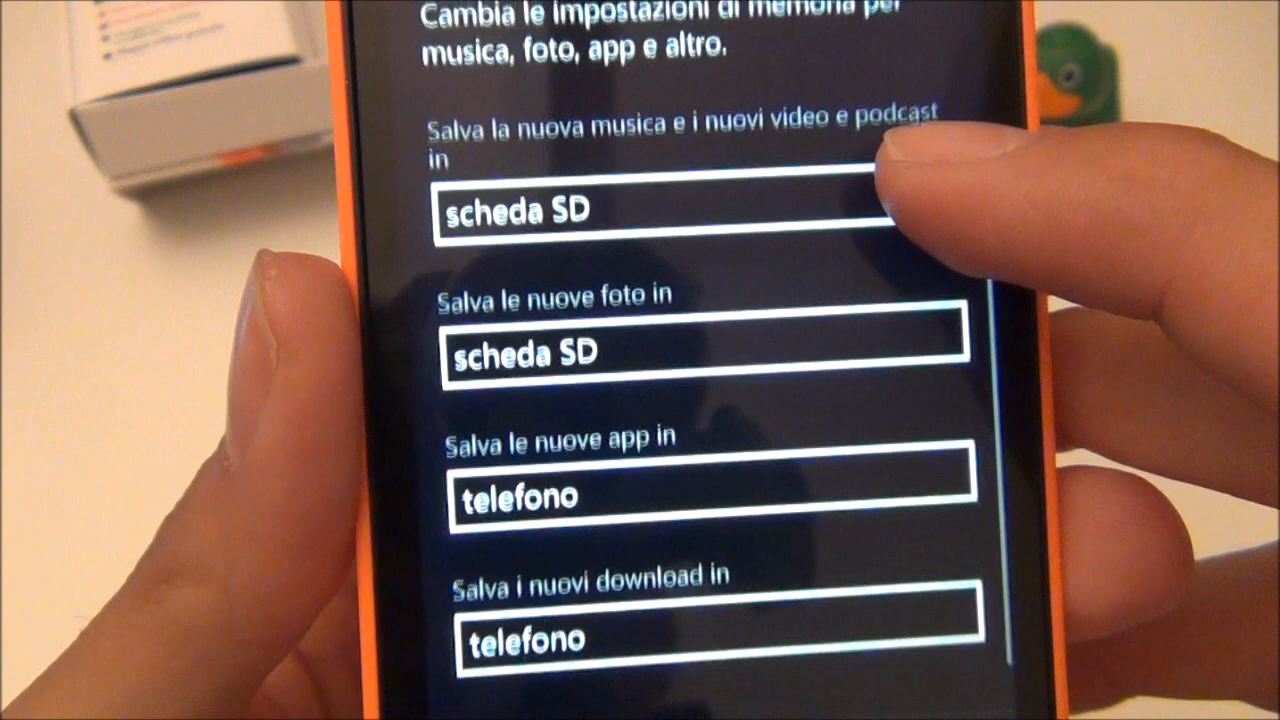 Cambia le impostazioni di memoria per
musica, foto, app e altro.
Salva la nuova musica e i nuovi video e podcast
in
scheda SD
Salva le nuove foto in
scheda SD
Salva le nuove app in
telefono
Salva i nuovi download in
telefono